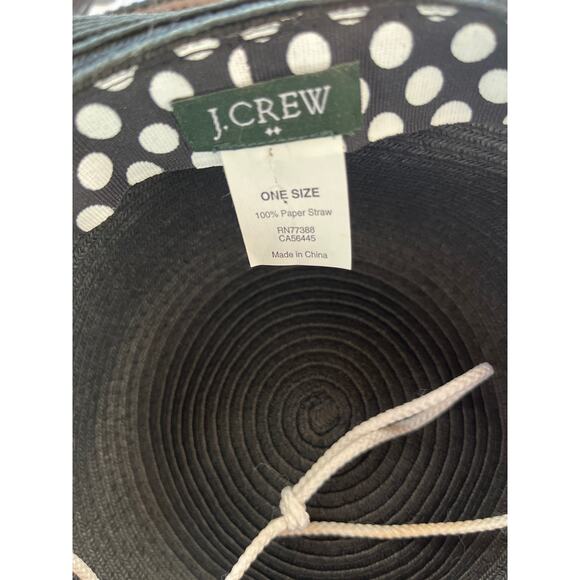 J.CREW
ONE SIZE
100% Paper Straw
RN77388
CA56445
Made in China